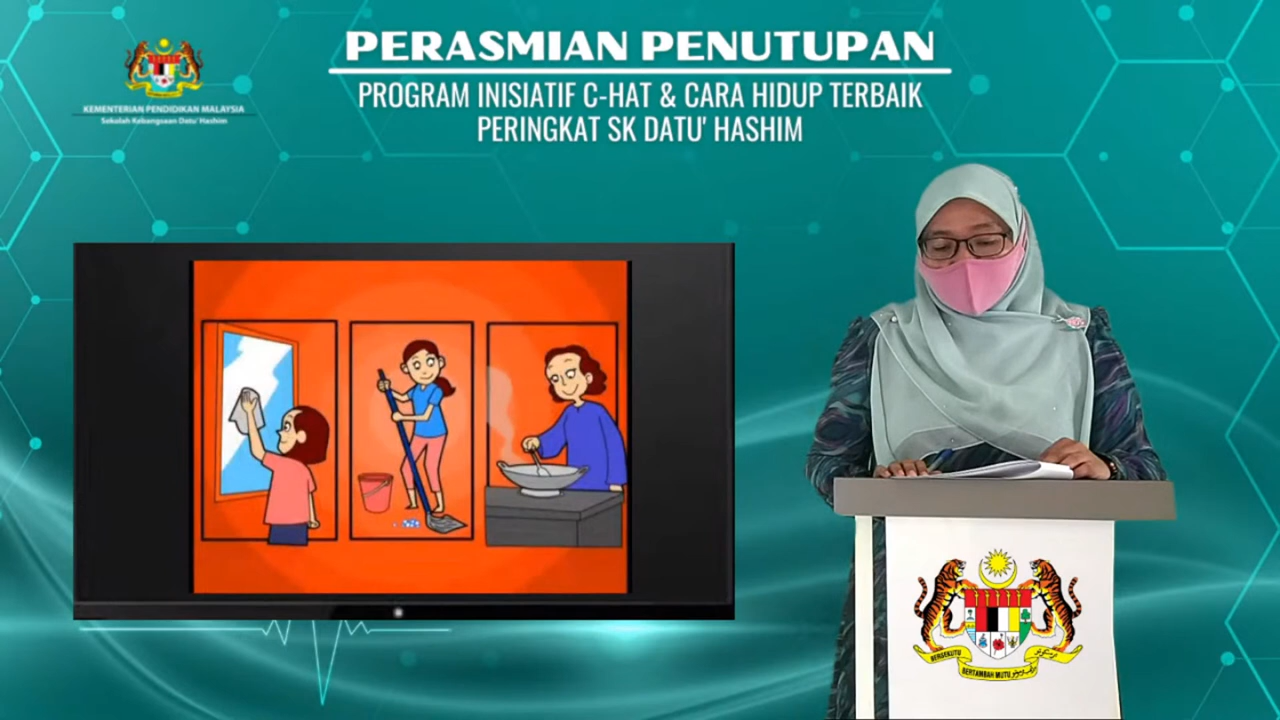 PERASMIAN PENUTUPAN
PROGRAM INISIATIF C-HAT & CARA HIDUP TERBAIK
PERINGKAT SK DATU' HASHIM
KEMENTERIAN PENDIDIKAN MALAYSIA
Sekolah Kebangsaan Datu' Hashim
BERSEKUTU
BERTAMBAH MUTU